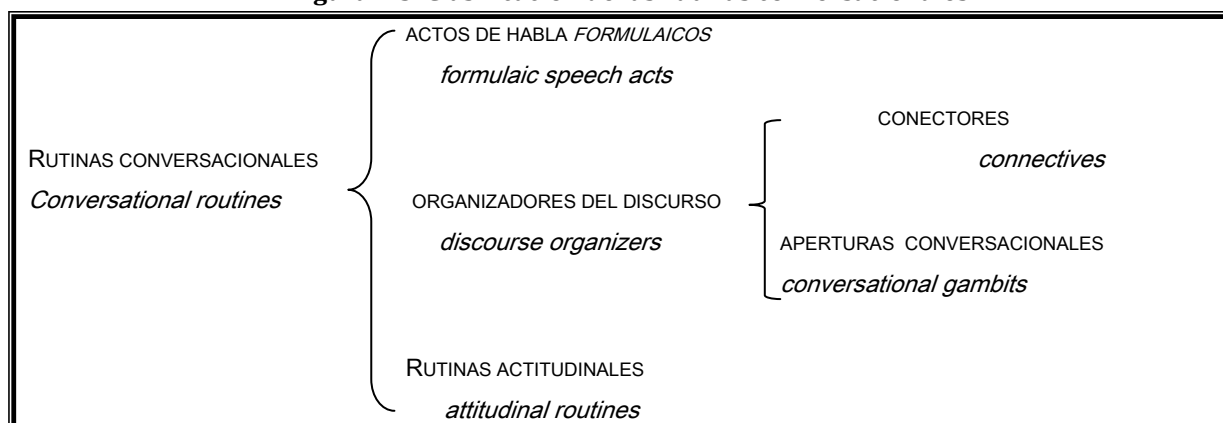 ACTOS DE HABLA FORMULAICOS
formulaic speech acts
CONECTORES
RUTINAS CONVERSACIONALES
connectives
Conversational routines
ORGANIZADORES DEL DISCURSO
discourse organizers
APERTURAS CONVERSACIONALES
conversational gambits
RUTINAS ACTITUDINALES
attitudinal routines